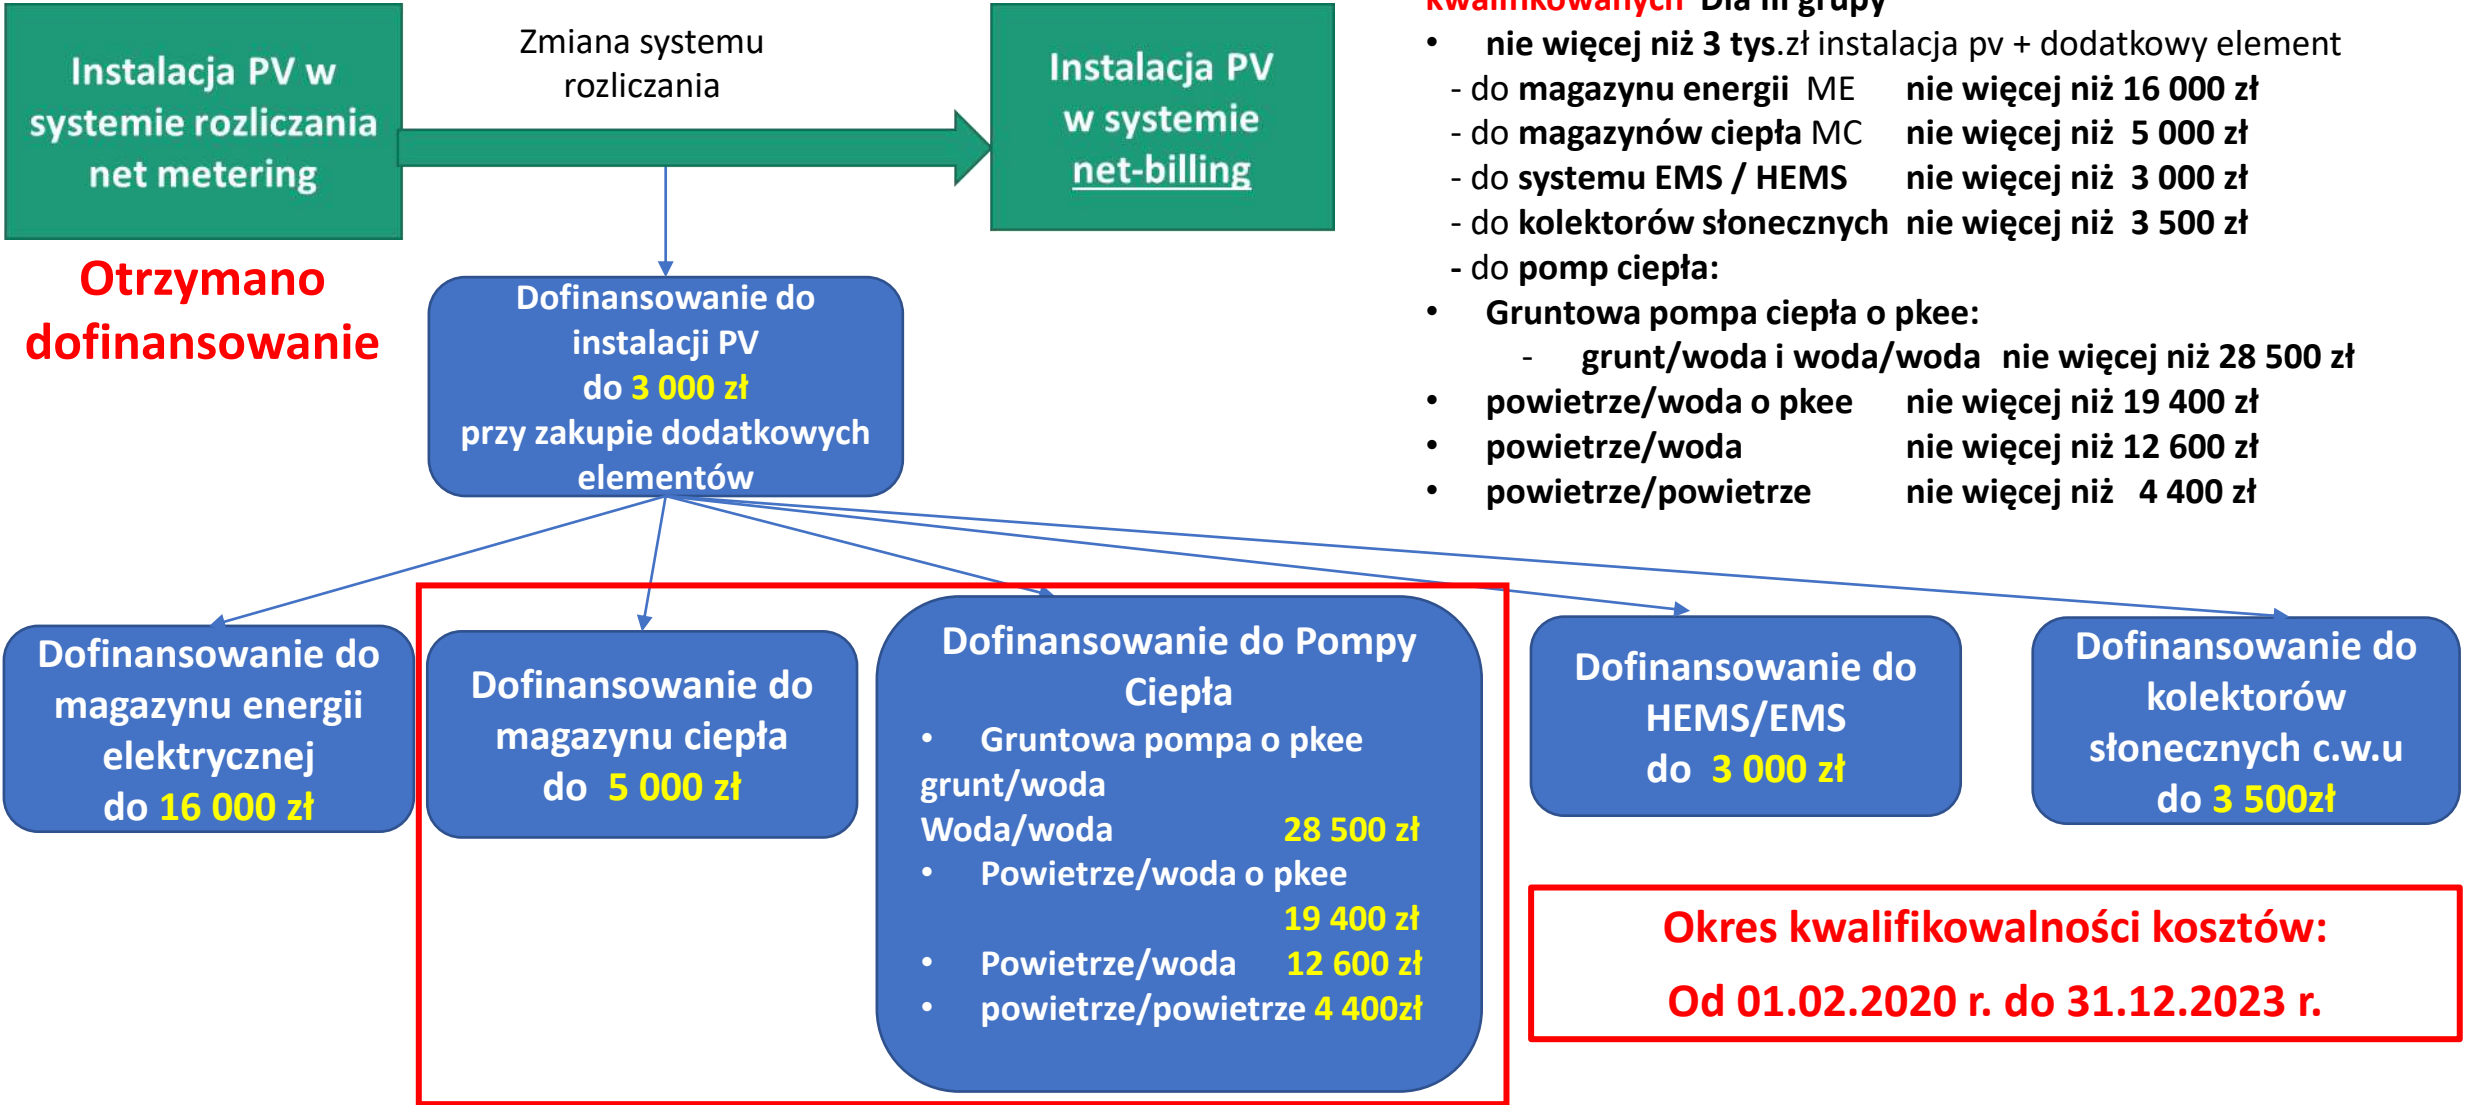 Instalacja PV w
systemie rozliczania
net metering
Zmiana systemu
rozliczania
Instalacja PV
w systemie
net-billing
kwalifikowanych Dla III grupy
• nie więcej niż 3 tys.zł instalacja pv + dodatkowy element
- do magazynu energii ME nie więcej niż 16 000 zł
- do magazynów ciepła MC nie więcej niż 5 000 zł
- do systemu EMS / HEMS nie więcej niż 3 000 zł
- do kolektorów słonecznych nie więcej niż 3 500 zł
- do pomp ciepła:
• Gruntowa pompa ciepła o pkee:
- grunt/woda i woda/woda nie więcej niż 28 500 zł
• powietrze/woda o pkee nie więcej niż 19 400 zł
• powietrze/woda nie więcej niż 12 600 zł
• powietrze/powietrze nie więcej niż 4 400 zł
Otrzymano
dofinansowanie
Dofinansowanie do
instalacji PV
do 3 000 zł
przy zakupie dodatkowych
elementów
Dofinansowanie do
magazynu energii
elektrycznej
do 16 000 zł
Dofinansowanie do
magazynu ciepła
do 5 000 zł
Dofinansowanie do Pompy
Ciepła
• Gruntowa pompa o pkee
grunt/woda
Woda/woda 28 500 zł
• Powietrze/woda o pkee
19 400 zł
• Powietrze/woda 12 600 zł
• powietrze/powietrze 4 400zł
Dofinansowanie do
HEMS/EMS
do 3 000 zł
Dofinansowanie do
kolektorów
słonecznych c.w.u
do 3 500zł
Okres kwalifikowalności kosztów:
Od 01.02.2020 r. do 31.12.2023 r.